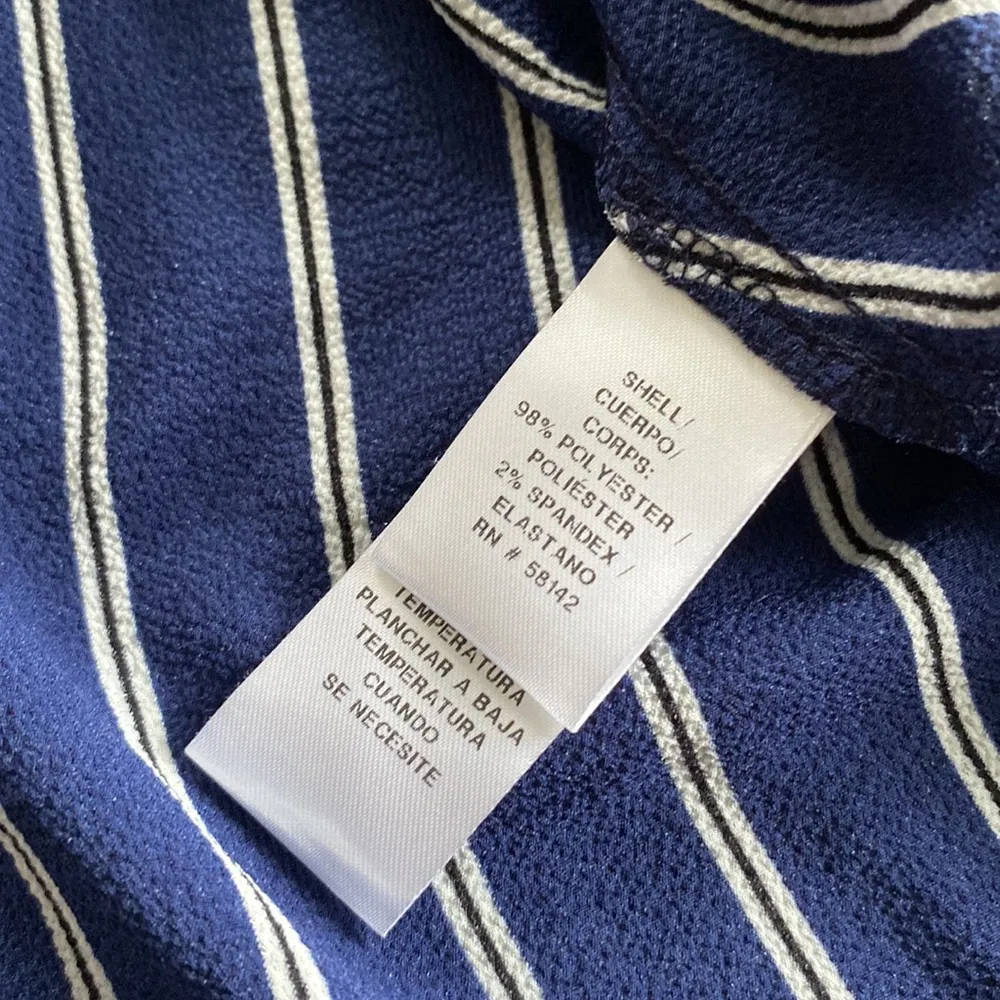 SHELL/
CUERPO/
CORPS:
98% POLYESTER /
POLIÉSTER /
2% SPANDEX /
ELASTANO
RN # 58142
TEMPERATURA
PLANCHAR A BAJA
TEMPERATURA
CUANDO
SE NECESITE